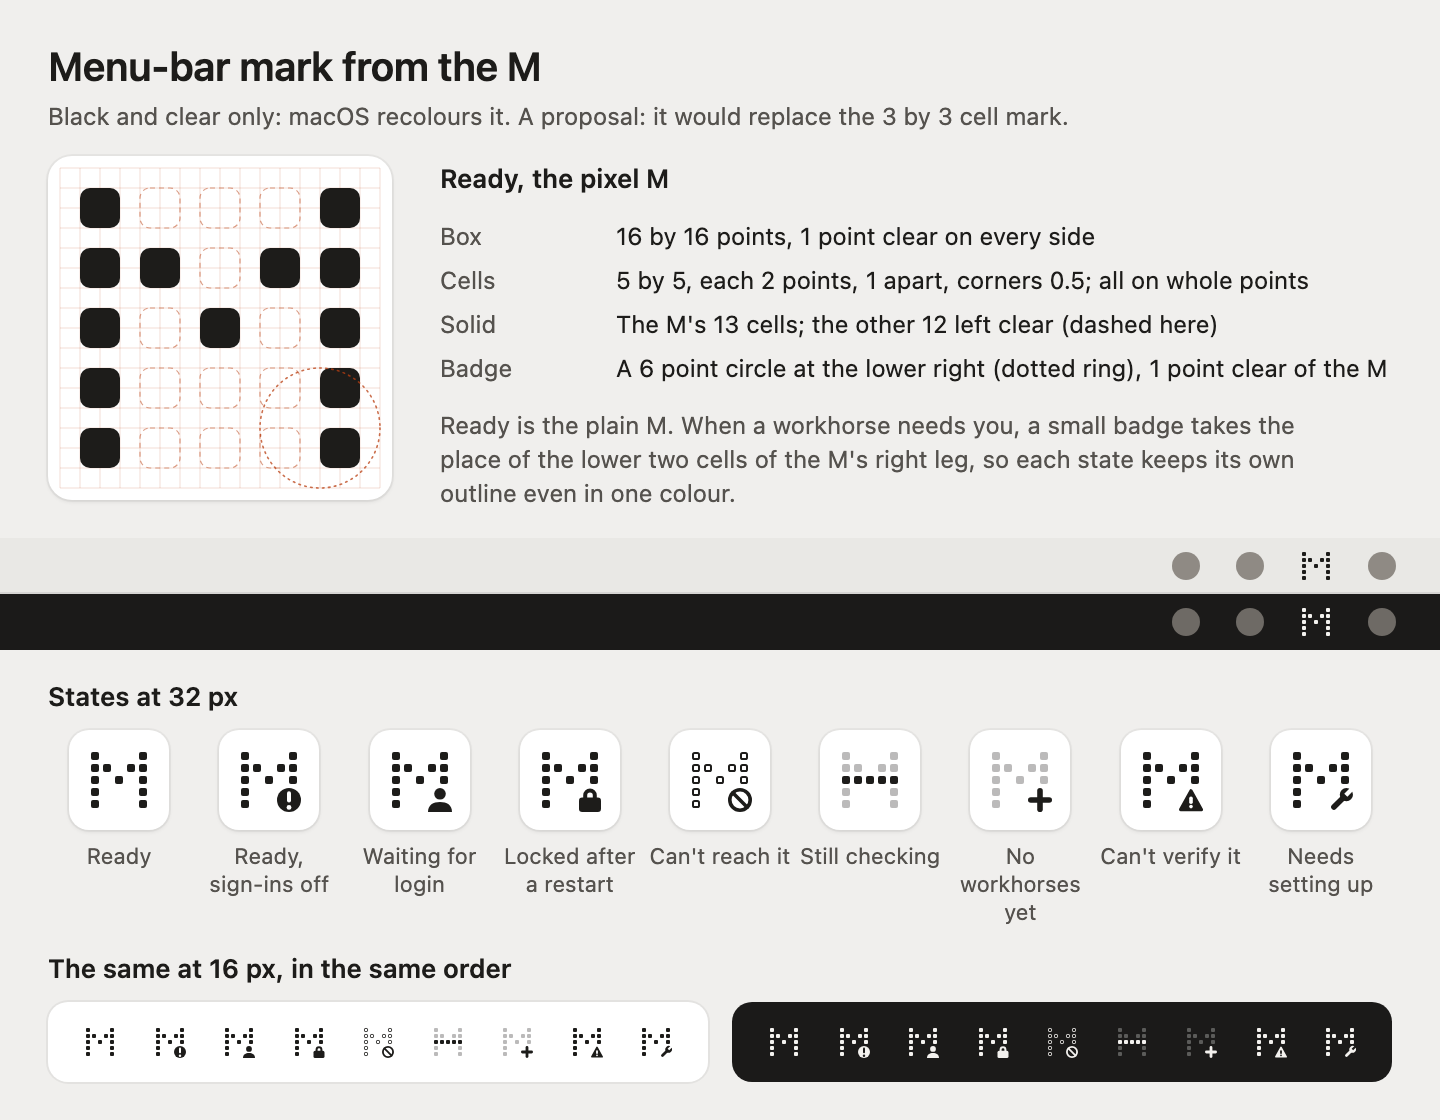 Menu-bar mark from the M
Black and clear only: macOS recolours it. A proposal: it would replace the 3 by 3 cell mark.
Ready, the pixel M
Box 16 by 16 points, 1 point clear on every side
Cells 5 by 5, each 2 points, 1 apart, corners 0.5; all on whole points
Solid The M's 13 cells; the other 12 left clear (dashed here)
Badge A 6 point circle at the lower right (dotted ring), 1 point clear of the M
Ready is the plain M. When a workhorse needs you, a small badge takes the
place of the lower two cells of the M's right leg, so each state keeps its own
outline even in one colour.
States at 32 px
Ready
Ready,
sign-ins off
Waiting for
login
Locked after
a restart
Can't reach it
Still checking
No
workhorses
yet
Can't verify it
Needs
setting up
The same at 16 px, in the same order